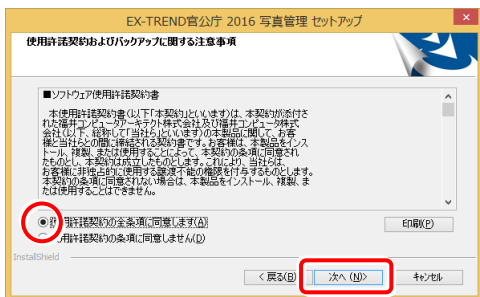 EX-TREND官公庁 2016 写真管理 セットアップ
使用許諾契約およびバックアップに関する注意事項
■ソフトウェア使用許諾契約書
本使用許諾契約書(以下「本契約」といいます)は、本契約が添付さ
れた福井コンピュータアーキテクト株式会社及び福井コンピュータ株式
会社(以下、総称して「当社らといいます)の本製品に関して、お客
様と当社らとの間に締結される契約書です。お客様は、本製品をインス
トール、複製、または使用することによって、本契約の条項に同意され
たものとし、本契約は成立したものとします。これにより、当社らは、
お客様に非独占的に使用する譲渡不能の権限を付与するものとします。
本契約の条項に同意されない場合は、本製品をインストール、複製、ま
たは使用することはできません。
用許諾契約の全条項に同意します(A)
印刷(P)
用許諾契約の条項に同意しません(D)
InstallShield
< 戻る(B)
次へ (N)>
キャンセル